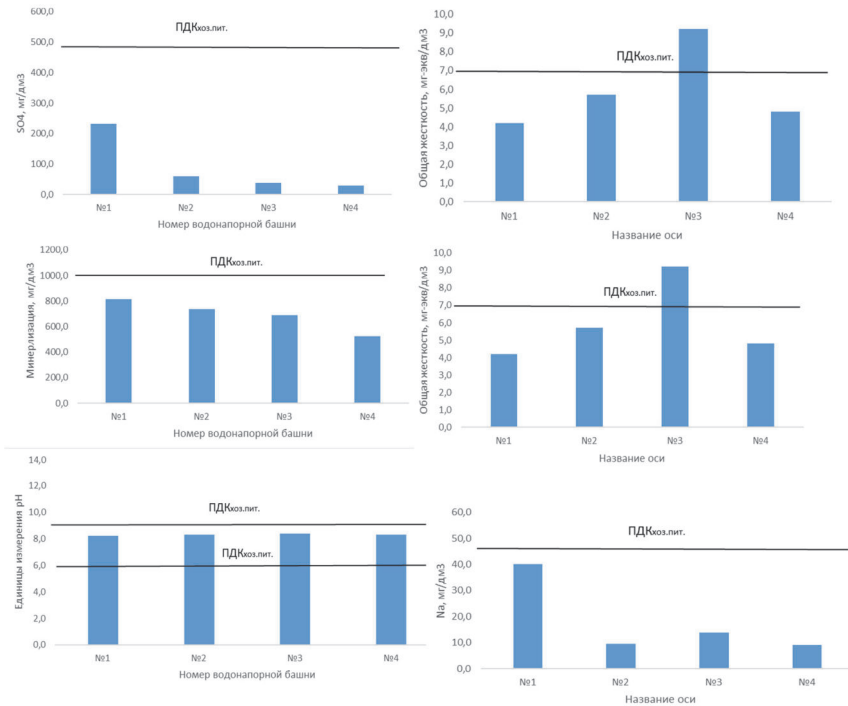 SO4, мг/дм3
600,0
500,0
400,0
300,0
200,0
100,0
0,0
ПДКхоз.пит.
№1 №2 №3 №4
Номер водонапорной башни
Общая жесткость, мг-экв/дм3
10,0
9,0
8,0
7,0
6,0
5,0
4,0
3,0
2,0
1,0
0,0
ПДКхоз.пит.
№1 №2 №3 №4
Название оси
Минерлизация, мг/дм3
1200,0
1000,0
800,0
600,0
400,0
200,0
0,0
ПДКхоз.пит.
№1 №2 №3 №4
Номер водонапорной башни
Общая жесткость, мг-экв/дм3
10,0
9,0
8,0
7,0
6,0
5,0
4,0
3,0
2,0
1,0
0,0
ПДКхоз.пит.
№1 №2 №3 №4
Название оси
Единицы измерения pH
14,0
12,0
10,0
8,0
6,0
4,0
2,0
0,0
ПДКхоз.пит.
ПДКхоз.пит.
№1 №2 №3 №4
Номер водонапорной башни
Na, мг/дм3
60,0
50,0
40,0
30,0
20,0
10,0
0,0
ПДКхоз.пит.
№1 №2 №3 №4
Название оси